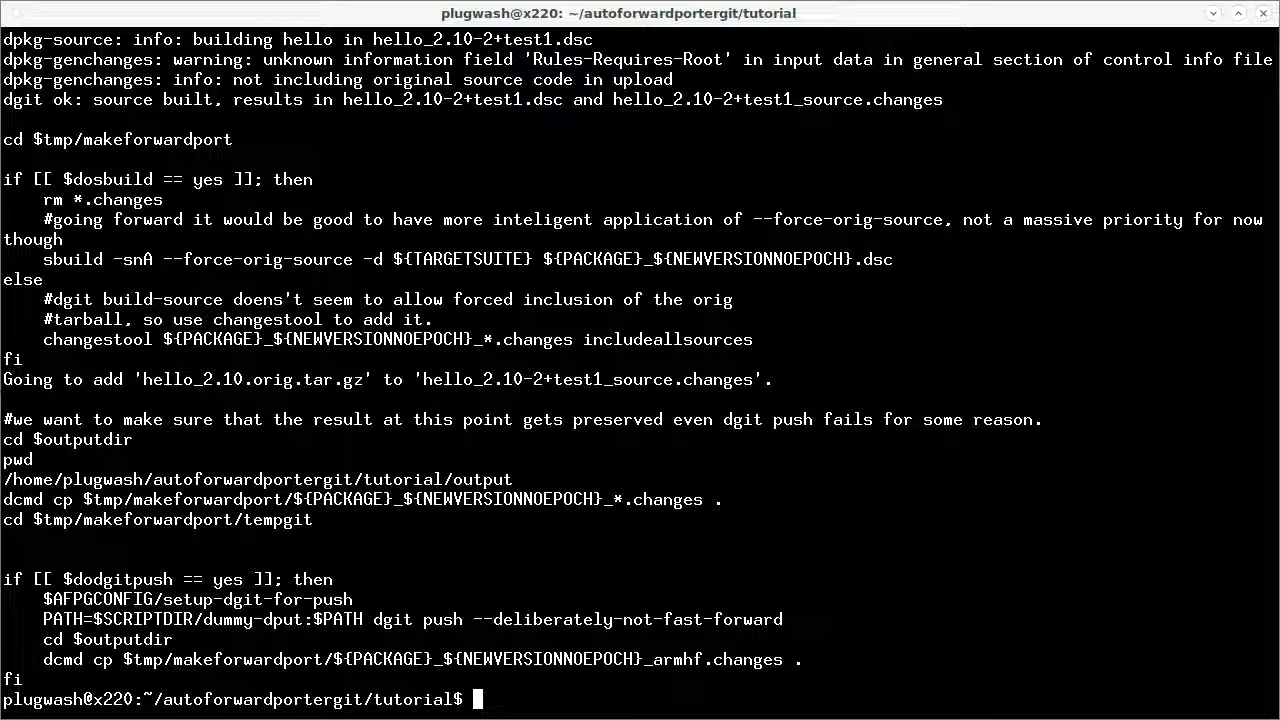 plugwash@x220: ~/autoforwardportergit/tutorial
dpkg-source: info: building hello in hello_2.10-2+test1.dsc
dpkg-genchanges: warning: unknown information field 'Rules-Requires-Root' in input data in general section of control info file
dpkg-genchanges: info: not including original source code in upload
dgit ok: source built, results in hello_2.10-2+test1.dsc and hello_2.10-2+test1_source.changes
cd $tmp/makeforwardport
if [[ $dosbuild == yes ]]; then
rm *.changes
#going forward it would be good to have more inteligent application of --force-orig-source, not a massive priority for now
though
sbuild -snA --force-orig-source -d ${TARGETSUITE} ${PACKAGE}_${NEWVERSIONNOEPOCH}.dsc
else
#dgit build-source doens't seem to allow forced inclusion of the orig
#tarball, so use changestool to add it.
changestool ${PACKAGE}_${NEWVERSIONNOEPOCH}_*.changes includeallsources
fi
Going to add 'hello_2.10.orig.tar.gz' to 'hello_2.10-2+test1_source.changes'.
#we want to make sure that the result at this point gets preserved even dgit push fails for some reason.
cd $outputdir
pwd
/home/plugwash/autoforwardportergit/tutorial/output
dcmd cp $tmp/makeforwardport/${PACKAGE}_${NEWVERSIONNOEPOCH}_*.changes .
cd $tmp/makeforwardport/tempgit
if [[ $dodgitpush == yes ]]; then
$AFPGCONFIG/setup-dgit-for-push
PATH=$SCRIPTDIR/dummy-dput:$PATH dgit push --deliberately-not-fast-forward
cd $outputdir
dcmd cp $tmp/makeforwardport/${PACKAGE}_${NEWVERSIONNOEPOCH}_armhf.changes .
fi
plugwash@x220:~/autoforwardportergit/tutorial$